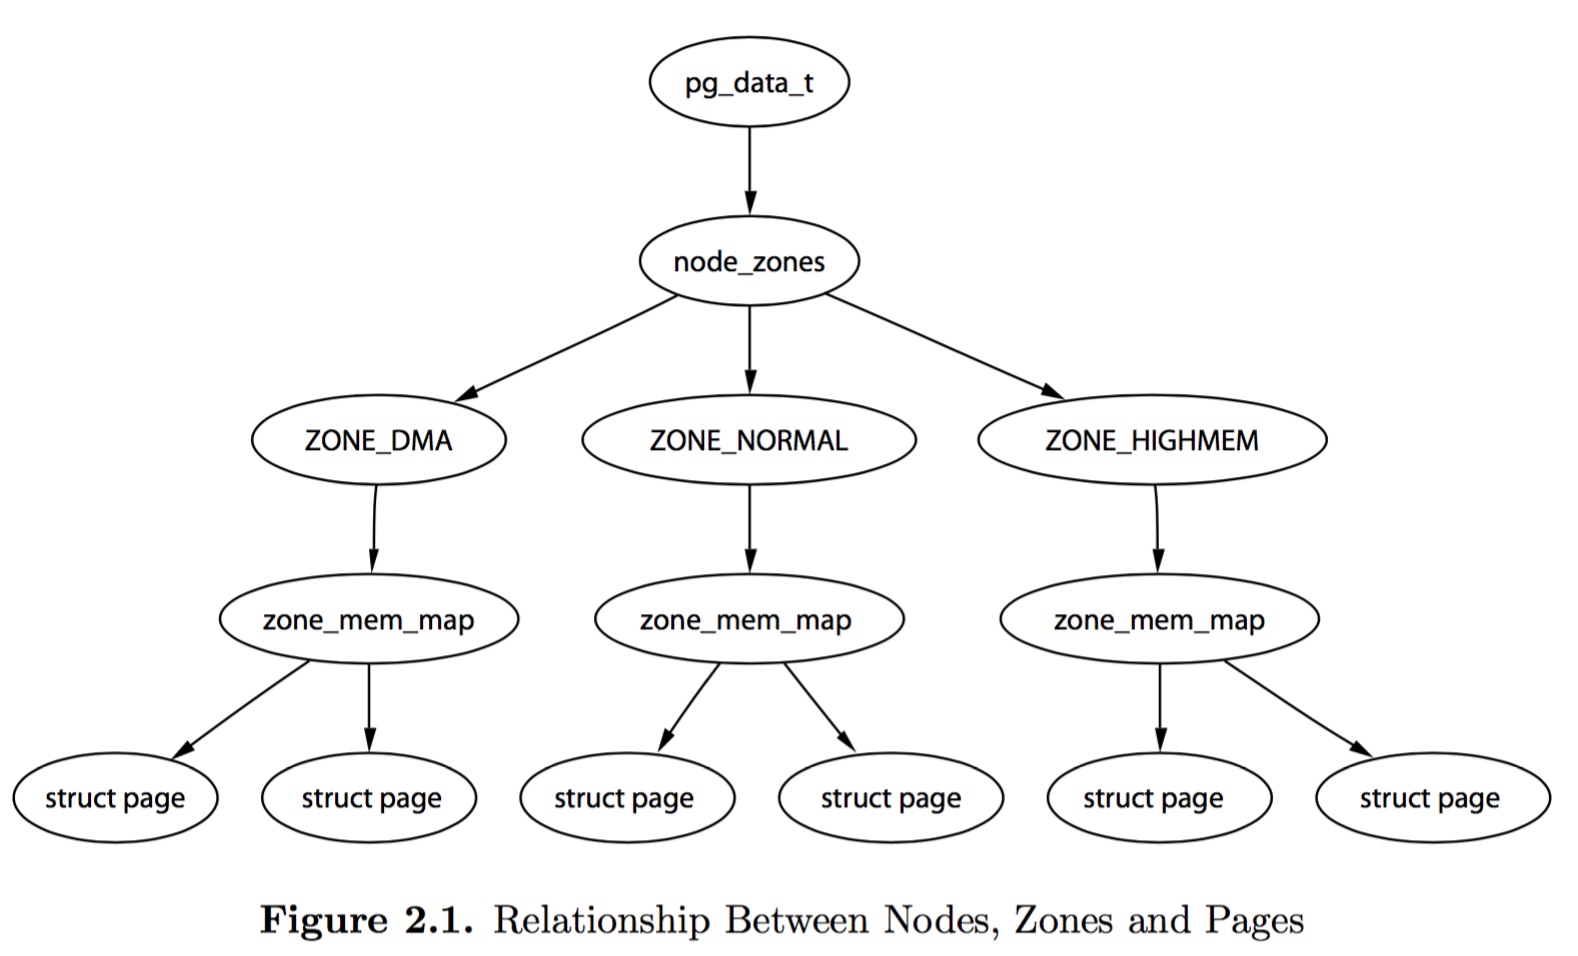 pg_data_t
node_zones
ZONE_DMA
ZONE_NORMAL
ZONE_HIGHMEM
zone_mem_map
zone_mem_map
zone_mem_map
struct page
struct page
struct page
struct page
struct page
struct page
Figure 2.1. Relationship Between Nodes, Zones and Pages